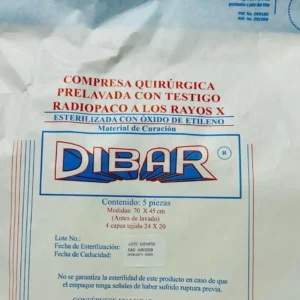 COMPRESA QUIRÚRGICA
PRELAVADA CON TESTIGO
RADIOPACO A LOS RAYOS X
ESTERILIZADA CON ÓXIDO DE ETILENO
Material de Curación
DIBAR ®
Contenido: 5 piezas
Medidas: 70 X 45 cm
(Antes de lavado)
4 capas tejido 24 X 20
Lote No.:
Fecha de Esterilización:
Fecha de Caducidad:
No se garantiza la esterilidad de este producto en caso de que
el empaque tenga señales de haber sufrido ruptura previa.